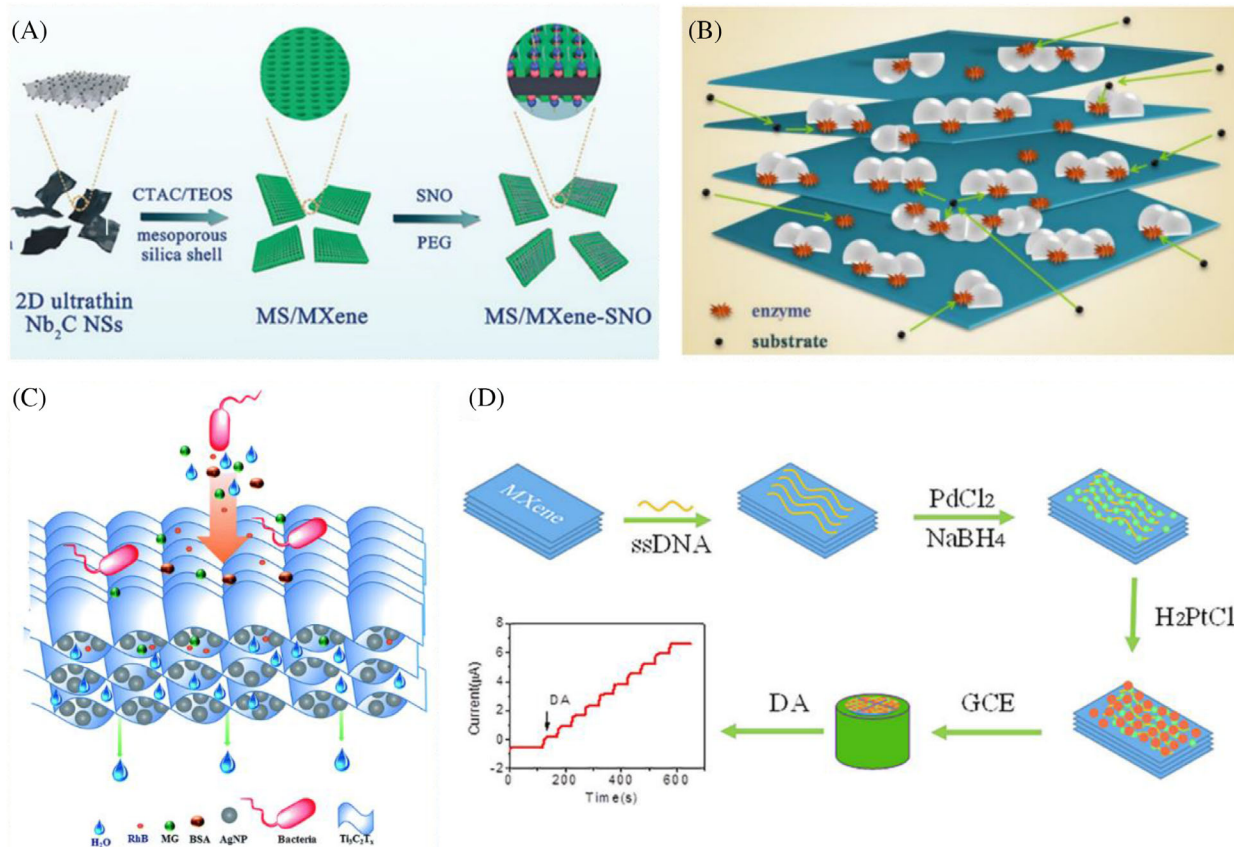 (A)
CTAC/TEOS
mesoporous
silica shell
SNO
PEG
2D ultrathin
Nb2C NSs
MS/MXene
MS/MXene-SNO
(B)
enzyme
substrate
(C)
H2O
RhB
MG
BSA
AgNP
Bacteria
Ti3C2Tx
(D)
MXene
ssDNA
PdCl2
NaBH4
H2PtCl
GCE
DA
8
6
4
2
0
-2
Current(μA)
DA
0
200
400
600
Time(s)